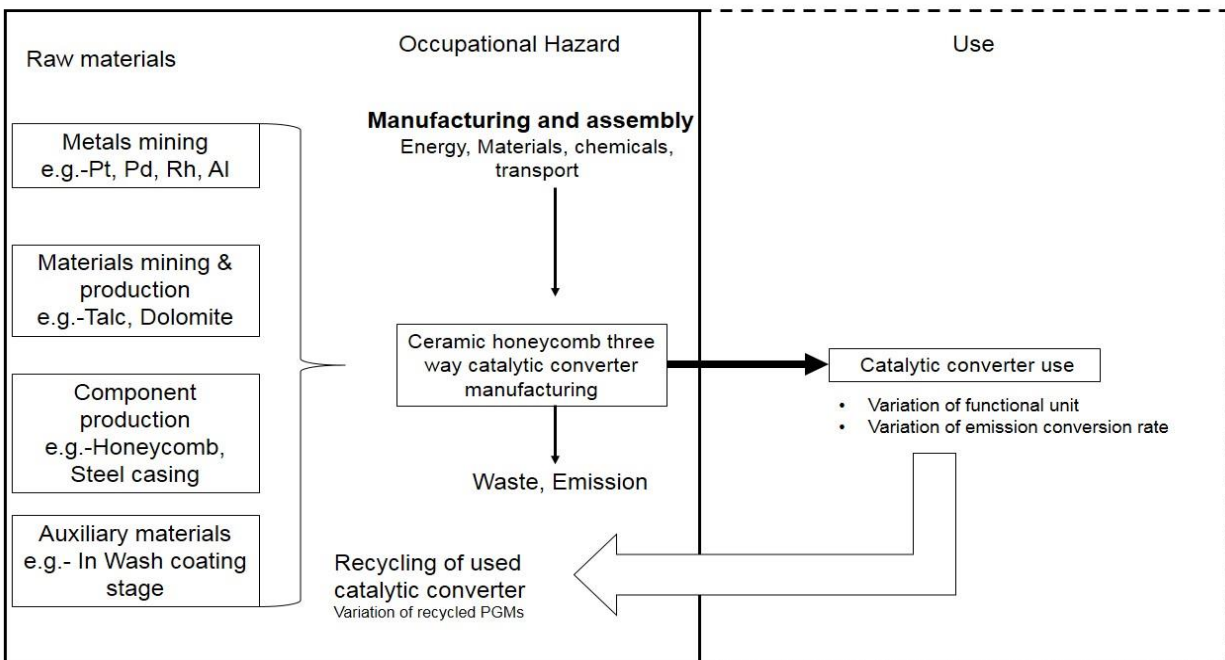 Raw materials
Metals mining
e.g.-Pt, Pd, Rh, Al
Materials mining &
production
e.g.-Talc, Dolomite
Component
production
e.g.-Honeycomb,
Steel casing
Auxiliary materials
e.g.- In Wash coating
stage
Occupational Hazard
Manufacturing and assembly
Energy, Materials, chemicals,
transport
Ceramic honeycomb three
way catalytic converter
manufacturing
Waste, Emission
Recycling of used
catalytic converter
Variation of recycled PGMs
Use
Catalytic converter use
• Variation of functional unit
• Variation of emission conversion rate